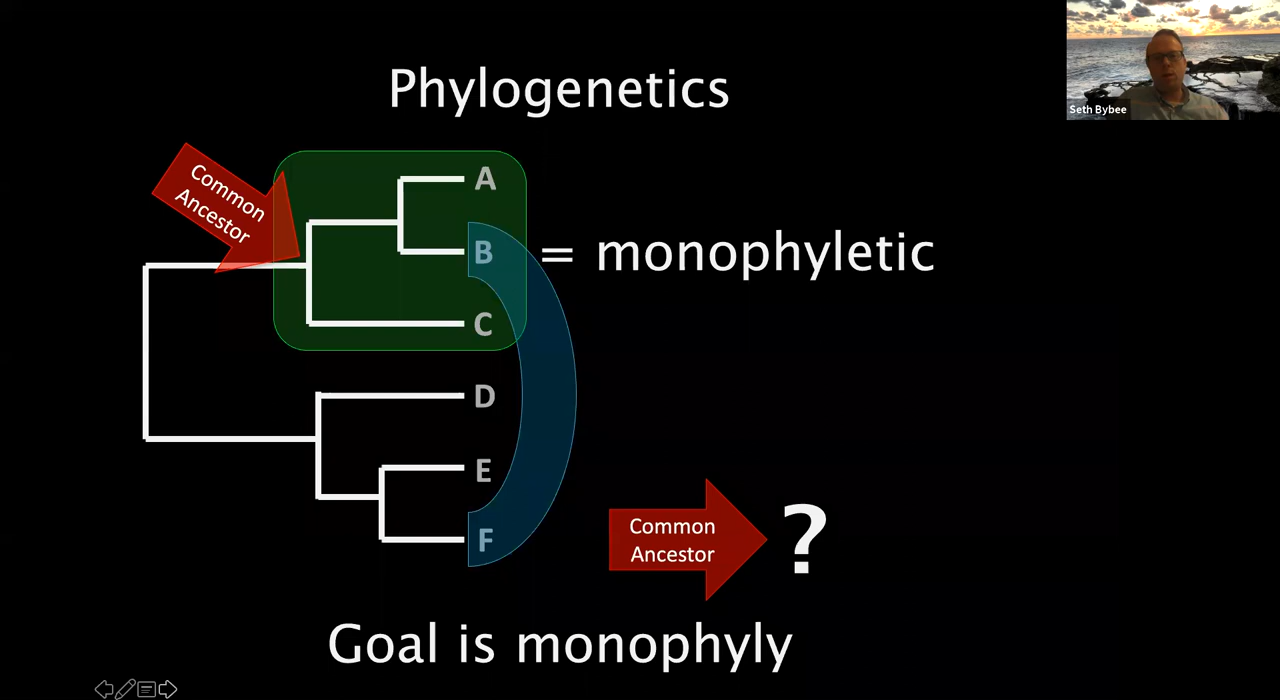 Phylogenetics
Seth Bybee
Common
Ancestor
A
B
= monophyletic
C
D
E
F
Common
Ancestor
?
Goal is monophyly